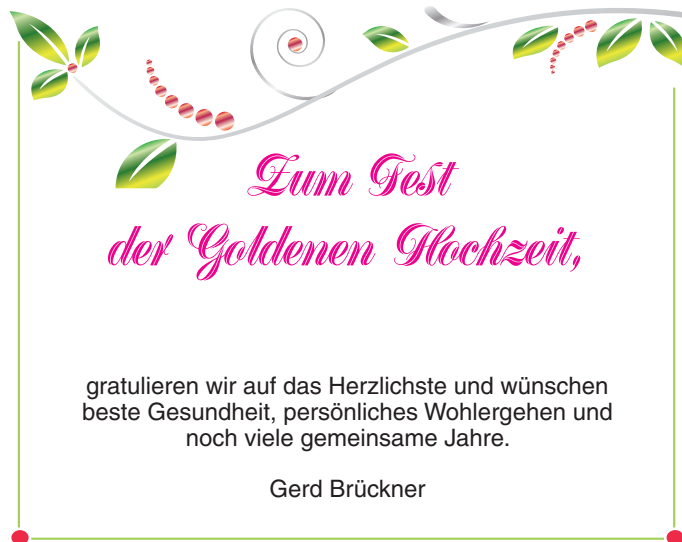 Zum Fest
der Goldenen Hochzeit,
gratulieren wir auf das Herzlichste und wünschen
beste Gesundheit, persönliches Wohlergehen und
noch viele gemeinsame Jahre.
Gerd Brückner